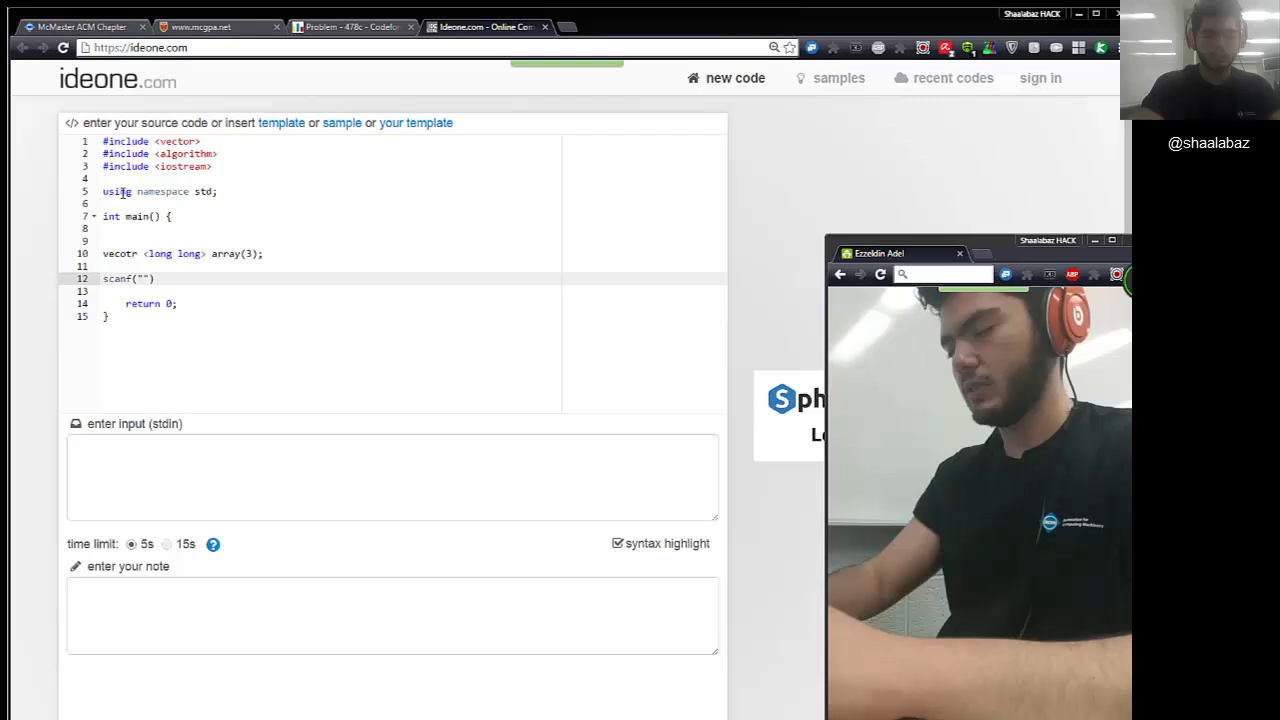 McMaster ACM Chapter
www.mcgpa.net
Problem - 478c - Codefor
Ideone.com - Online Com
Shaalabaz HACK
https://ideone.com
ideone.com
new code
samples
recent codes
sign in
@shaalabaz
</> enter your source code or insert template or sample or your template
1 #include <vector>
2 #include <algorithm>
3 #include <iostream>
4
5 using namespace std;
6
7 int main() {
8
9
10 vecotr <long long> array(3);
11
12 scanf("")
13
14 return 0;
15 }
Shaalabaz HACK
Ezzeldin Adel
enter input (stdin)
time limit: 5s 15s ?
syntax highlight
enter your note
Sph
L